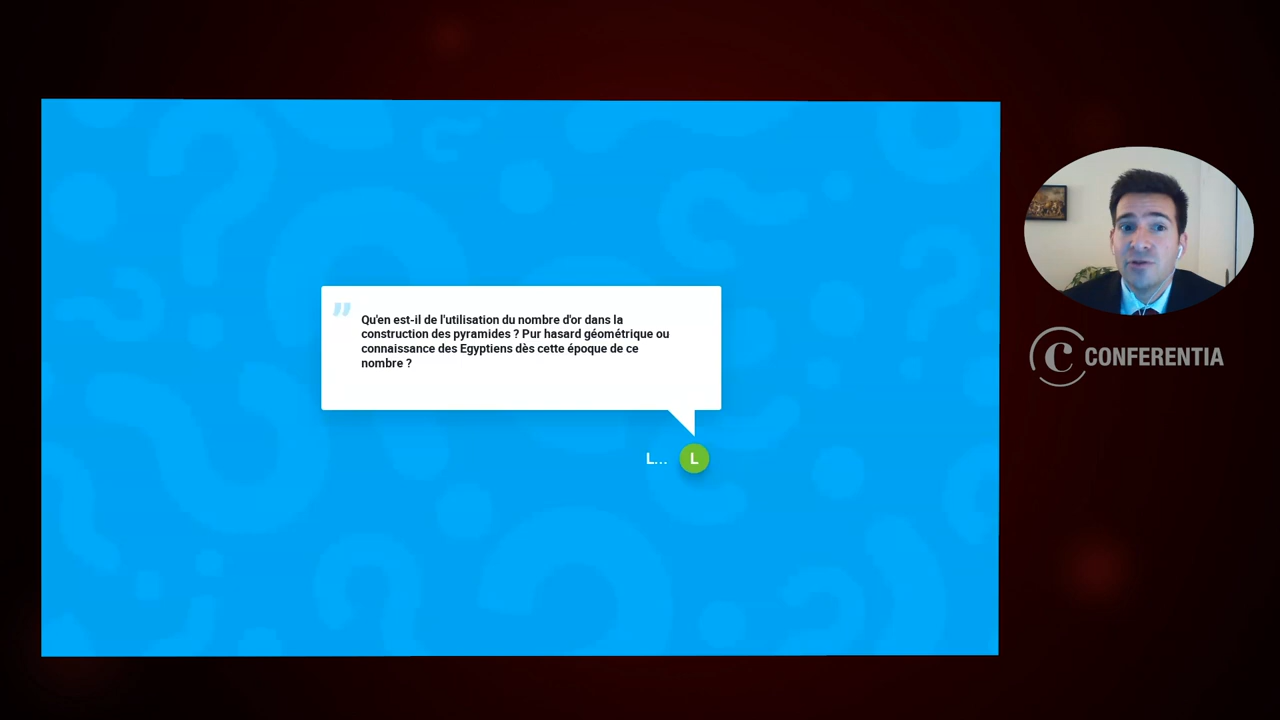 Qu'en est-il de l'utilisation du nombre d'or dans la
construction des pyramides ? Pur hasard géométrique ou
connaissance des Egyptiens dès cette époque de ce
nombre ?
L... L
C CONFERENTIA